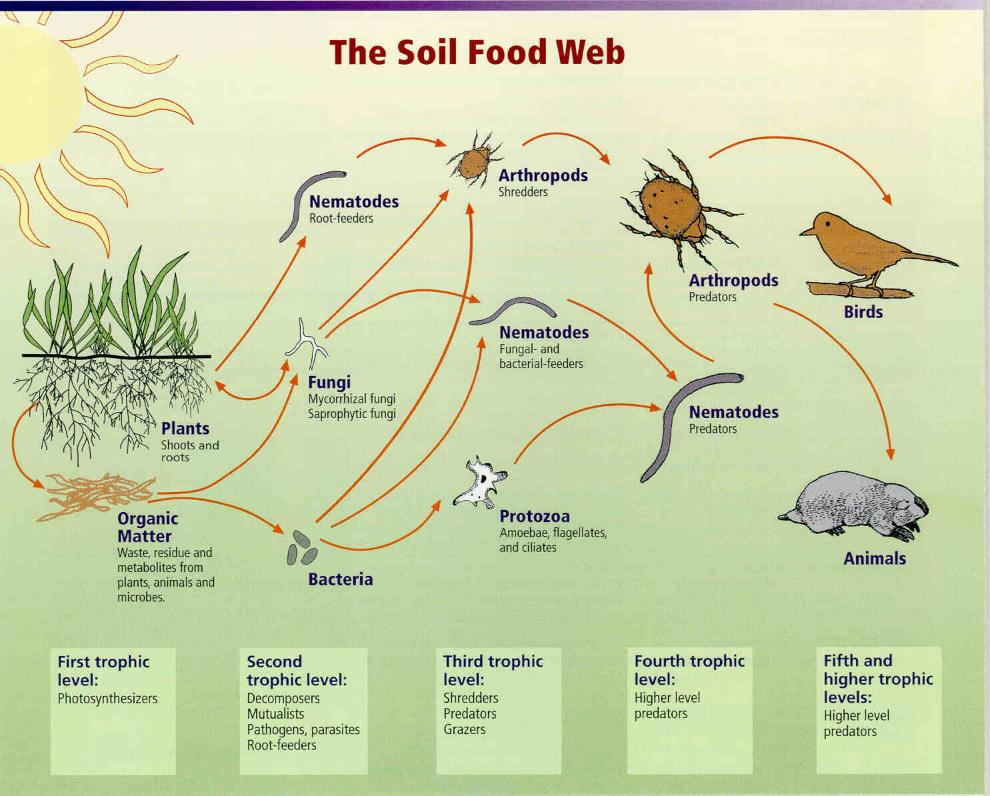 The Soil Food Web
Arthropods
Shredders
Nematodes
Root-feeders
Arthropods
Predators
Birds
Nematodes
Fungal- and
bacterial-feeders
Fungi
Mycorrhizal fungi
Saprophytic fungi
Nematodes
Predators
Plants
Shoots and
roots
Organic
Matter
Waste, residue and
metabolites from
plants, animals and
microbes.
Protozoa
Amoebae, flagellates,
and ciliates
Animals
Bacteria
First trophic
level:
Photosynthesizers
Second
trophic level:
Decomposers
Mutualists
Pathogens, parasites
Root-feeders
Third trophic
level:
Shredders
Predators
Grazers
Fourth trophic
level:
Higher level
predators
Fifth and
higher trophic
levels:
Higher level
predators